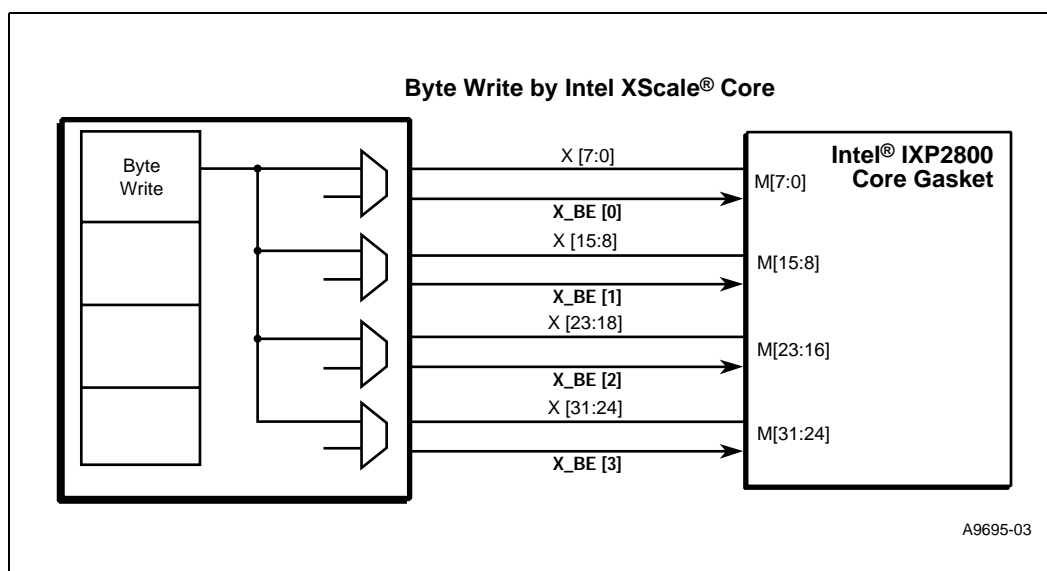 Byte Write by Intel XScale® Core
Byte
Write
X [7:0]
X_BE [0]
X [15:8]
X_BE [1]
X [23:18]
X_BE [2]
X [31:24]
X_BE [3]
Intel® IXP2800
Core Gasket
M[7:0]
M[15:8]
M[23:16]
M[31:24]
A9695-03